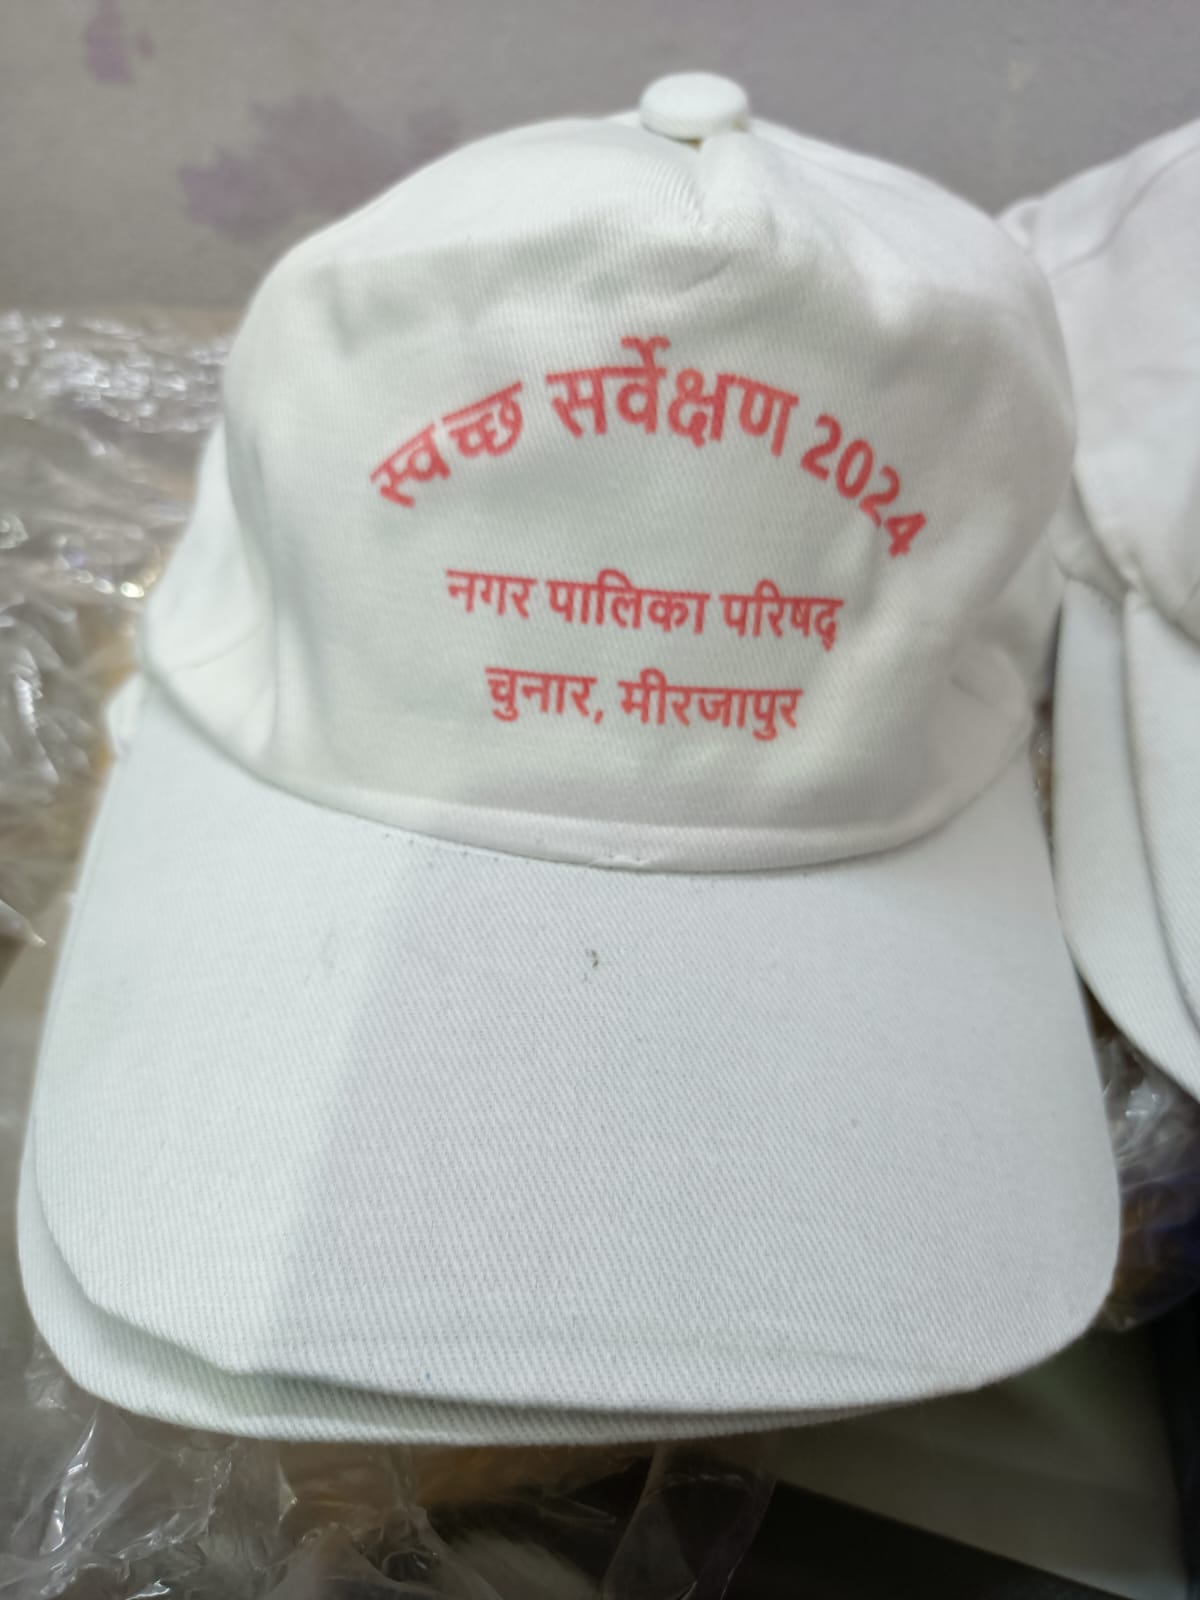 स्वच्छ सर्वेक्षण 2024
नगर पालिका परिषद्
चुनार, मीरजापुर